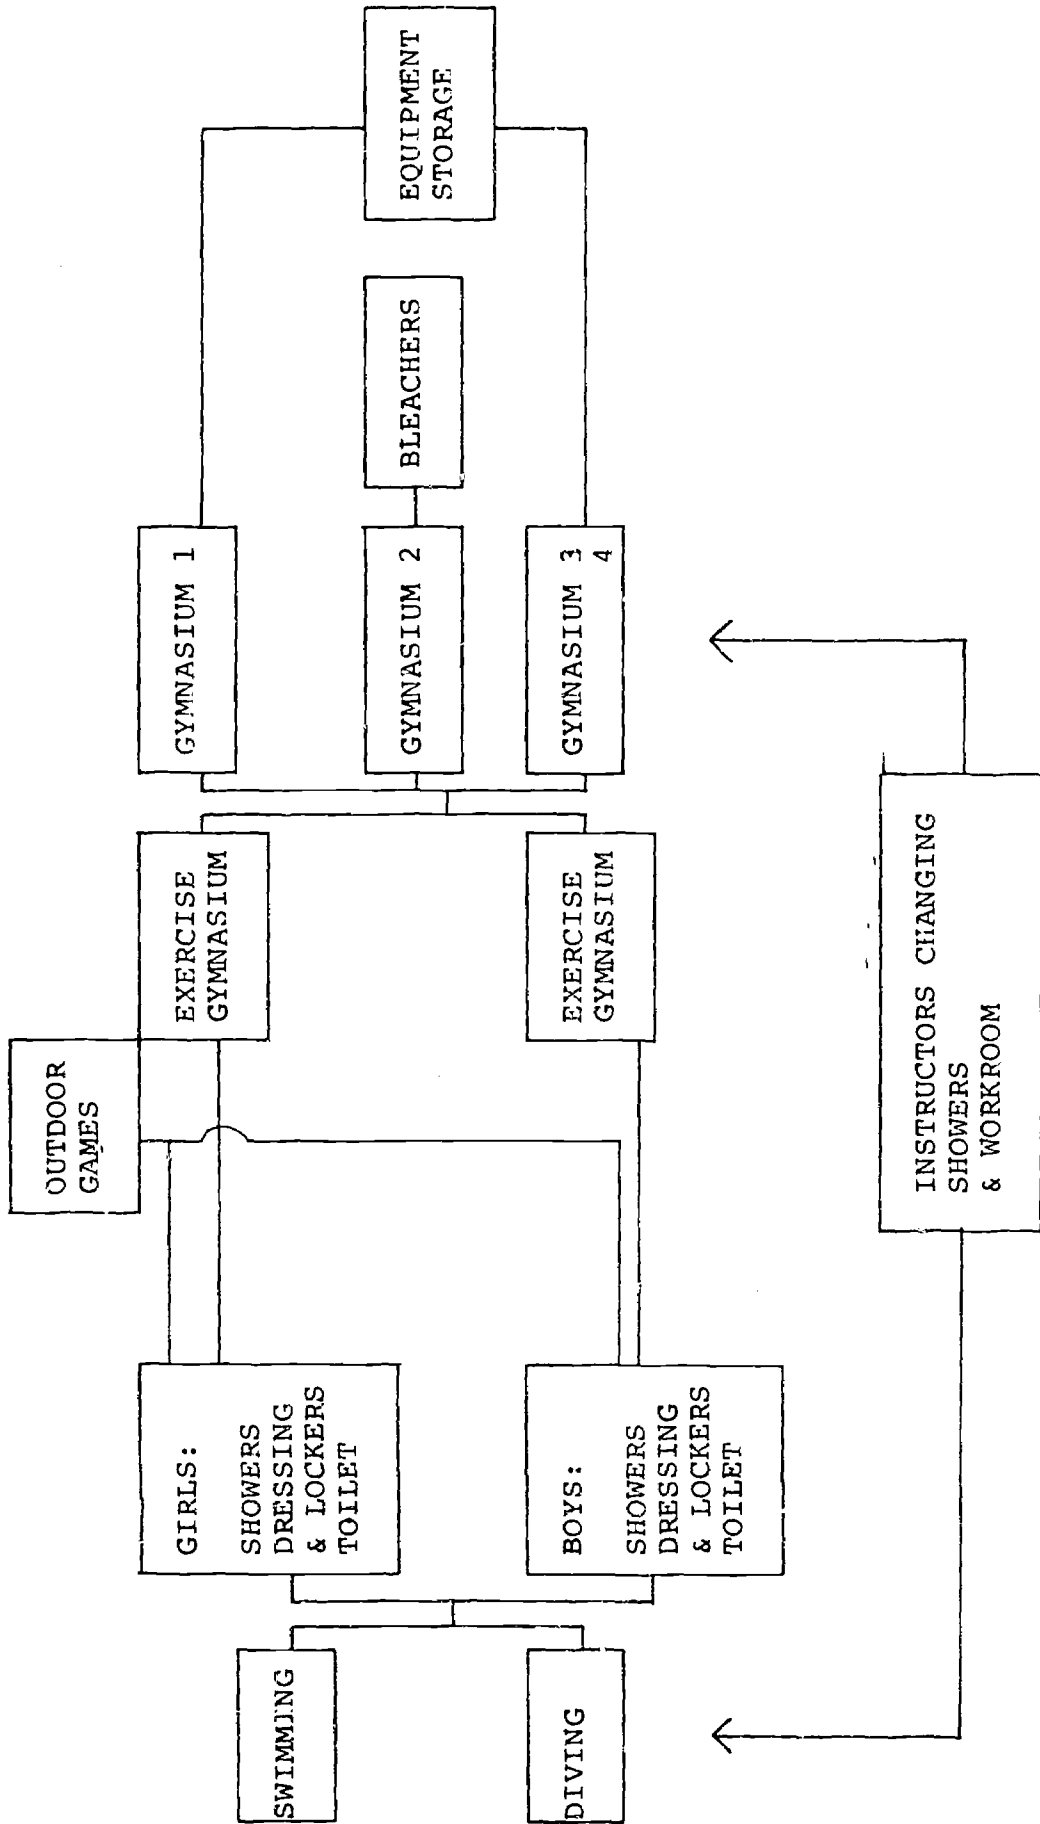 OUTDOOR
GAMES
SWIMMING
GIRLS:
SHOWERS
DRESSING
& LOCKERS
TOILET
EXERCISE
GYMNASIUM
GYMNASIUM 1
GYMNASIUM 2
BLEACHERS
EQUIPMENT
STORAGE
DIVING
BOYS:
SHOWERS
DRESSING
& LOCKERS
TOILET
EXERCISE
GYMNASIUM
GYMNASIUM 3
4
INSTRUCTORS CHANGING
SHOWERS
& WORKROOM